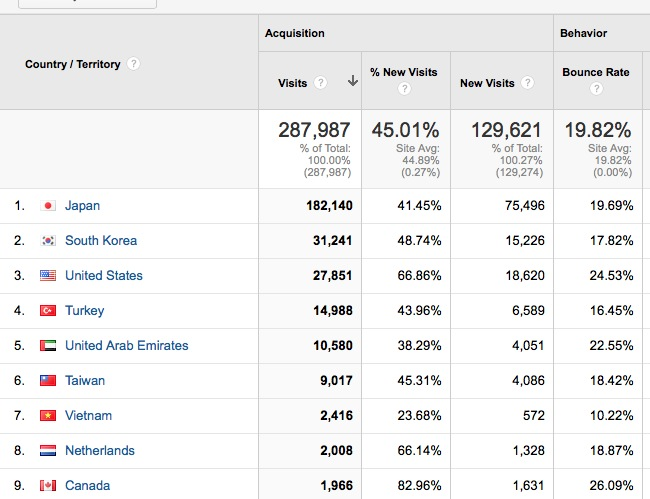 Acquisition Behavior
Country / Territory ? Visits ? % New Visits ? New Visits ? Bounce Rate ?
287,987 45.01% 129,621 19.82%
% of Total: Site Avg: % of Total: Site Avg:
100.00% 44.89% 100.27% 19.82%
(287,987) (0.27%) (129,274) (0.00%)
1. Japan 182,140 41.45% 75,496 19.69%
2. South Korea 31,241 48.74% 15,226 17.82%
3. United States 27,851 66.86% 18,620 24.53%
4. Turkey 14,988 43.96% 6,589 16.45%
5. United Arab Emirates 10,580 38.29% 4,051 22.55%
6. Taiwan 9,017 45.31% 4,086 18.42%
7. Vietnam 2,416 23.68% 572 10.22%
8. Netherlands 2,008 66.14% 1,328 18.87%
9. Canada 1,966 82.96% 1,631 26.09%